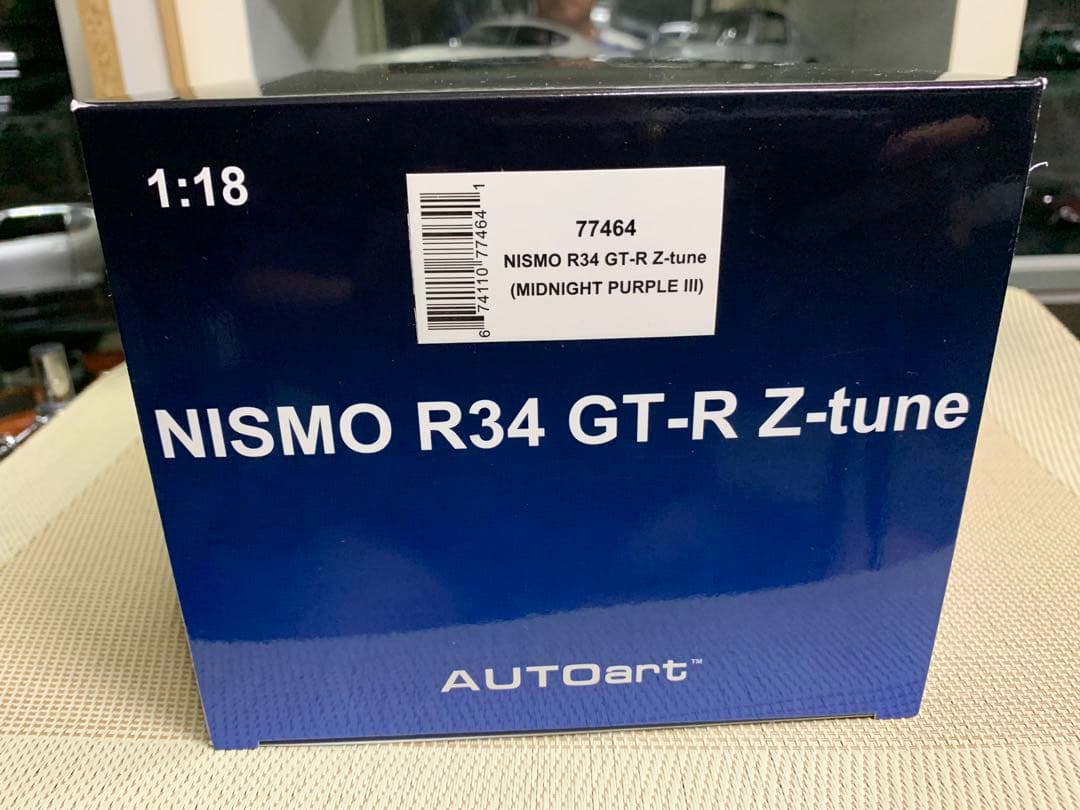 1:18
77464
NISMO R34 GT-R Z-tune
(MIDNIGHT PURPLE III)
6 74110 77464 1
NISMO R34 GT-R Z-tune
AUTOart™